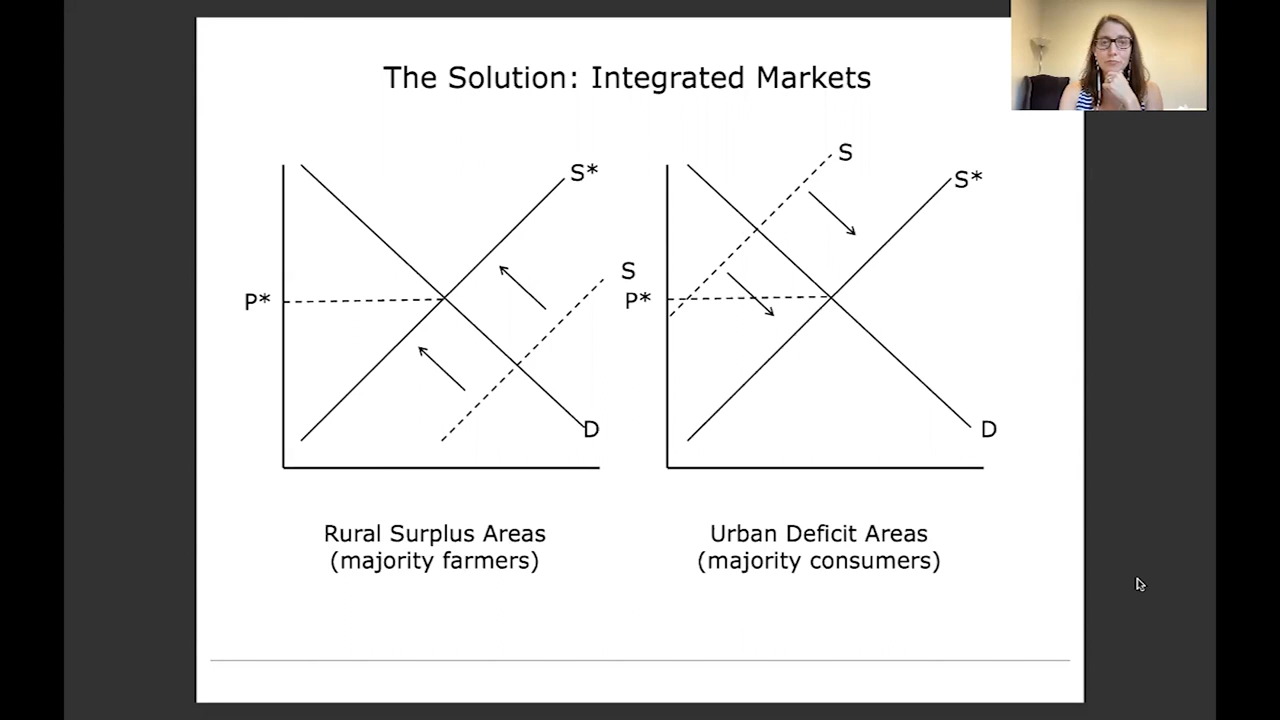 The Solution: Integrated Markets
S*
S
P*
D
S
S*
P*
D
Rural Surplus Areas
(majority farmers)
Urban Deficit Areas
(majority consumers)